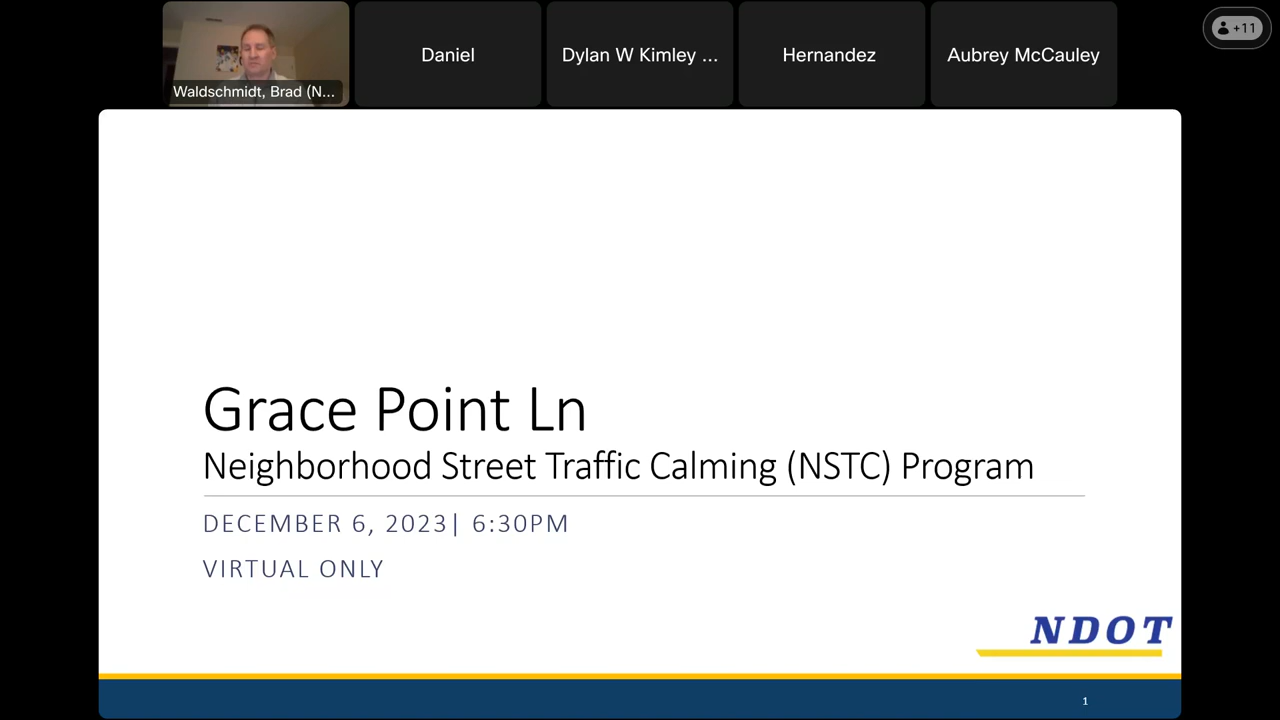 Waldschmidt, Brad (N...
Daniel
Dylan W Kimley ...
Hernandez
Aubrey McCauley
+11
Grace Point Ln
Neighborhood Street Traffic Calming (NSTC) Program
DECEMBER 6, 2023| 6:30PM
VIRTUAL ONLY
NDOT
1